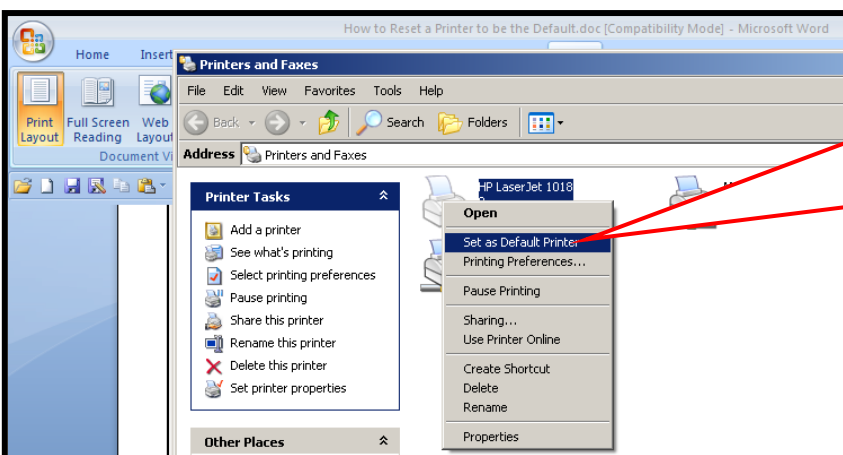 How to Reset a Printer to be the Default.doc [Compatibility Mode] - Microsoft Word
Home Insert
Print Layout
Full Screen Reading
Web Layout
Document Vi
Printers and Faxes
File Edit View Favorites Tools Help
Back Search Folders
Address Printers and Faxes
Printer Tasks
Add a printer
See what's printing
Select printing preferences
Pause printing
Share this printer
Rename this printer
Delete this printer
Set printer properties
Other Places
HP LaserJet 1018
Open
Set as Default Printer
Printing Preferences...
Pause Printing
Sharing...
Use Printer Online
Create Shortcut
Delete
Rename
Properties